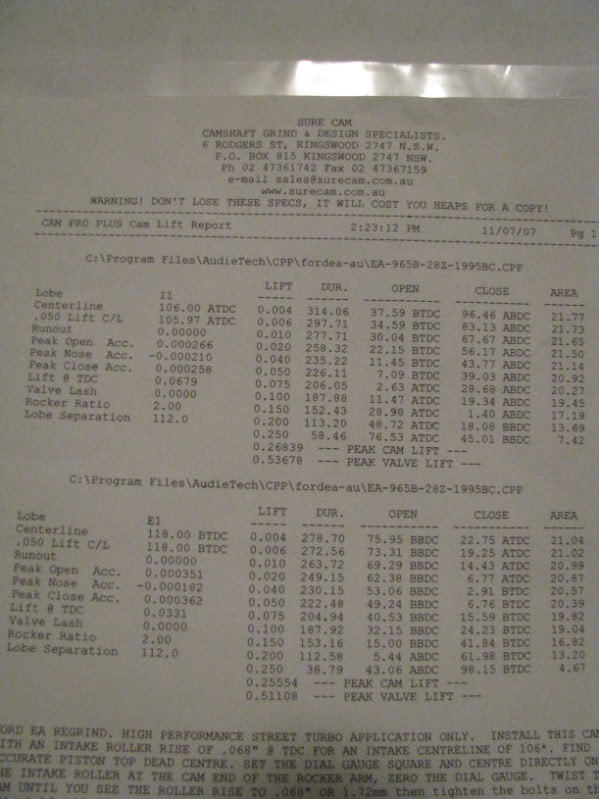 SURE CAM
CAMSHAFT GRIND & DESIGN SPECIALISTS.
6 RODGERS ST, KINGSWOOD 2747 N.S.W.
P.O. BOX 815 KINGSWOOD 2747 NSW.
Ph 02 47361742 Fax 02 47367159
e-mail sales@surecam.com.au
www.surecam.com.au
WARNING! DON'T LOSE THESE SPECS, IT WILL COST YOU HEAPS FOR A COPY!
CAM PRO PLUS Cam Lift Report 2:23:12 PM 11/07/07 Pg 1
C:\Program Files\AudieTech\CPP\fordea-au\EA-965B-28Z-1995BC.CPP
LIFT DUR. OPEN CLOSE AREA
Lobe I1
Centerline 106.00 ATDC 0.004 314.06 37.59 BTDC 96.46 ABDC 21.77
.050 Lift C/L 105.97 ATDC 0.006 297.71 34.59 BTDC 83.13 ABDC 21.73
Runout 0.00000 0.010 277.71 30.04 BTDC 67.67 ABDC 21.65
Peak Open Acc. 0.000266 0.020 258.32 22.15 BTDC 56.17 ABDC 21.50
Peak Nose Acc. -0.000210 0.040 235.22 11.45 BTDC 43.77 ABDC 21.14
Peak Close Acc. 0.000258 0.050 226.11 7.09 BTDC 39.03 ABDC 20.92
Lift @ TDC 0.0679 0.075 206.05 2.63 ATDC 28.68 ABDC 20.27
Valve Lash 0.0000 0.100 187.88 11.47 ATDC 19.34 ABDC 19.45
Rocker Ratio 2.00 0.150 152.43 28.98 ATDC 1.40 ABDC 17.19
Lobe Separation 112.0 0.200 113.20 48.72 ATDC 18.08 BBDC 13.69
0.250 58.46 76.53 ATDC 45.01 BBDC 7.42
0.26839 --- PEAK CAM LIFT ---
0.53678 --- PEAK VALVE LIFT ---
C:\Program Files\AudieTech\CPP\fordea-au\EA-965B-28Z-1995BC.CPP
LIFT DUR. OPEN CLOSE AREA
Lobe E1
Centerline 118.00 BTDC 0.004 278.70 75.95 BBDC 22.75 ATDC 21.04
.050 Lift C/L 118.00 BTDC 0.006 272.56 73.31 BBDC 19.25 ATDC 21.02
Runout 0.00000 0.010 263.72 69.29 BBDC 14.43 ATDC 20.99
Peak Open Acc. 0.000351 0.020 249.15 62.38 BBDC 6.77 ATDC 20.87
Peak Nose Acc. -0.000182 0.040 230.15 53.06 BBDC 2.91 BTDC 20.57
Peak Close Acc. 0.000362 0.050 222.48 49.24 BBDC 6.76 BTDC 20.39
Lift @ TDC 0.0331 0.075 204.94 40.53 BBDC 15.59 BTDC 19.82
Valve Lash 0.0000 0.100 187.92 32.15 BBDC 24.23 BTDC 19.04
Rocker Ratio 2.00 0.150 153.16 15.00 BBDC 41.84 BTDC 16.82
Lobe Separation 112.0 0.200 112.58 5.44 ABDC 61.98 BTDC 13.20
0.250 38.79 43.06 ABDC 98.15 BTDC 4.67
0.25554 --- PEAK CAM LIFT ---
0.51108 --- PEAK VALVE LIFT ---
ORD EA REGRIND. HIGH PERFORMANCE STREET TURBO APPLICATION ONLY. INSTALL THIS CA
ITH AN INTAKE ROLLER RISE OF .068" @ TDC FOR AN INTAKE CENTRELINE OF 106*. FIND
CCURATE PISTON TOP DEAD CENTRE. SET THE DIAL GAUGE SQUARE AND CENTRE DIRECTLY ON
HE INTAKE ROLLER AT THE CAM END OF THE ROCKER ARM, ZERO THE DIAL GAUGE. TWIST T
AM UNTIL YOU SEE THE ROLLER RISE TO .068" OR 1.72mm then tighten the bolts on th